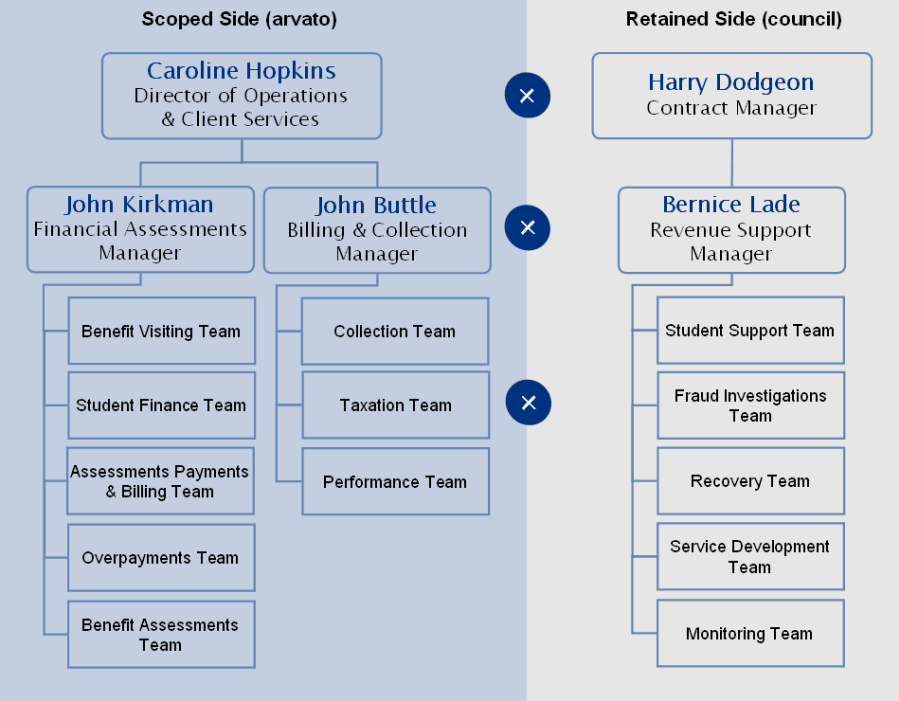 Scoped Side (arvato)
Retained Side (council)
Caroline Hopkins
Director of Operations
& Client Services
Harry Dodgeon
Contract Manager
John Kirkman
Financial Assessments
Manager
John Buttle
Billing & Collection
Manager
Bernice Lade
Revenue Support
Manager
Benefit Visiting Team
Student Finance Team
Assessments Payments
& Billing Team
Overpayments Team
Benefit Assessments
Team
Collection Team
Taxation Team
Performance Team
Student Support Team
Fraud Investigations
Team
Recovery Team
Service Development
Team
Monitoring Team